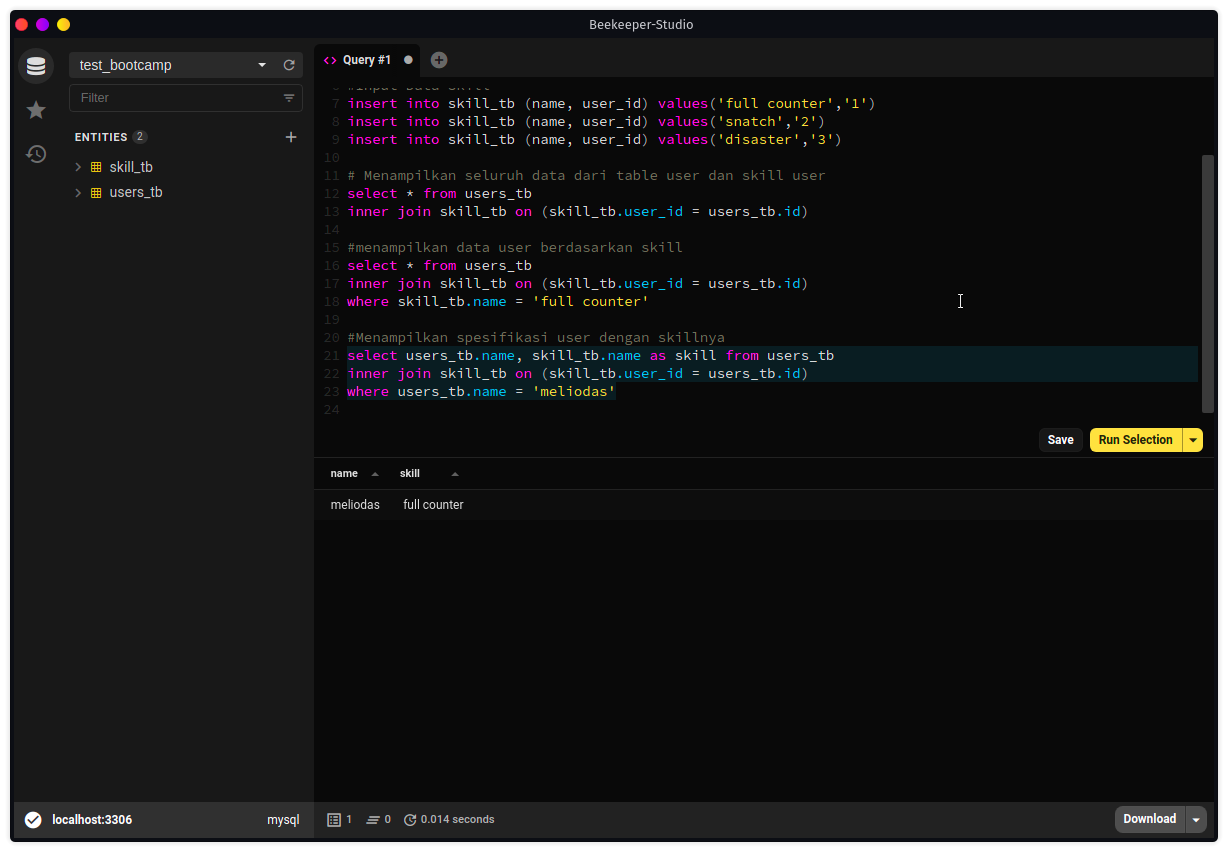 Beekeeper-Studio
test_bootcamp
Filter
ENTITIES 2
skill_tb
users_tb
Query #1
6 #Input Data Skill
7 insert into skill_tb (name, user_id) values('full counter','1')
8 insert into skill_tb (name, user_id) values('snatch','2')
9 insert into skill_tb (name, user_id) values('disaster','3')
10
11 # Menampilkan seluruh data dari table user dan skill user
12 select * from users_tb
13 inner join skill_tb on (skill_tb.user_id = users_tb.id)
14
15 #menampilkan data user berdasarkan skill
16 select * from users_tb
17 inner join skill_tb on (skill_tb.user_id = users_tb.id)
18 where skill_tb.name = 'full counter'
19
20 #Menampilkan spesifikasi user dengan skillnya
21 select users_tb.name, skill_tb.name as skill from users_tb
22 inner join skill_tb on (skill_tb.user_id = users_tb.id)
23 where users_tb.name = 'meliodas'
24
Save Run Selection
name skill
meliodas full counter
localhost:3306 mysql
1 0 0.014 seconds
Download